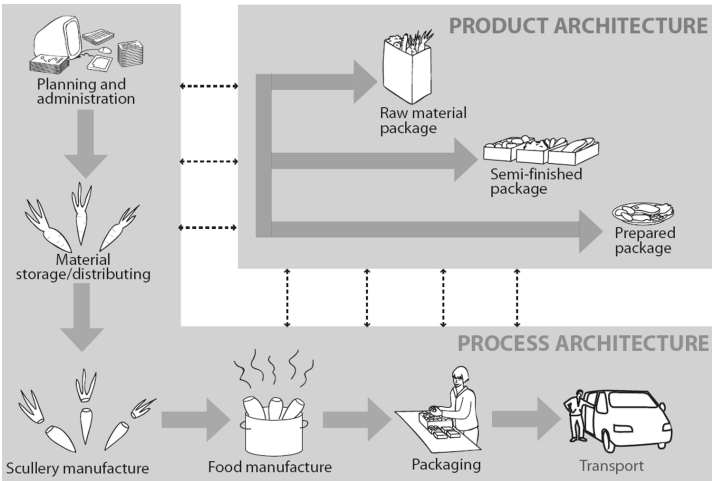 PRODUCT ARCHITECTURE
Planning and
administration
Raw material
package
Semi-finished
package
Prepared
package
Material
storage/distributing
PROCESS ARCHITECTURE
Scullery manufacture
Food manufacture
Packaging
Transport